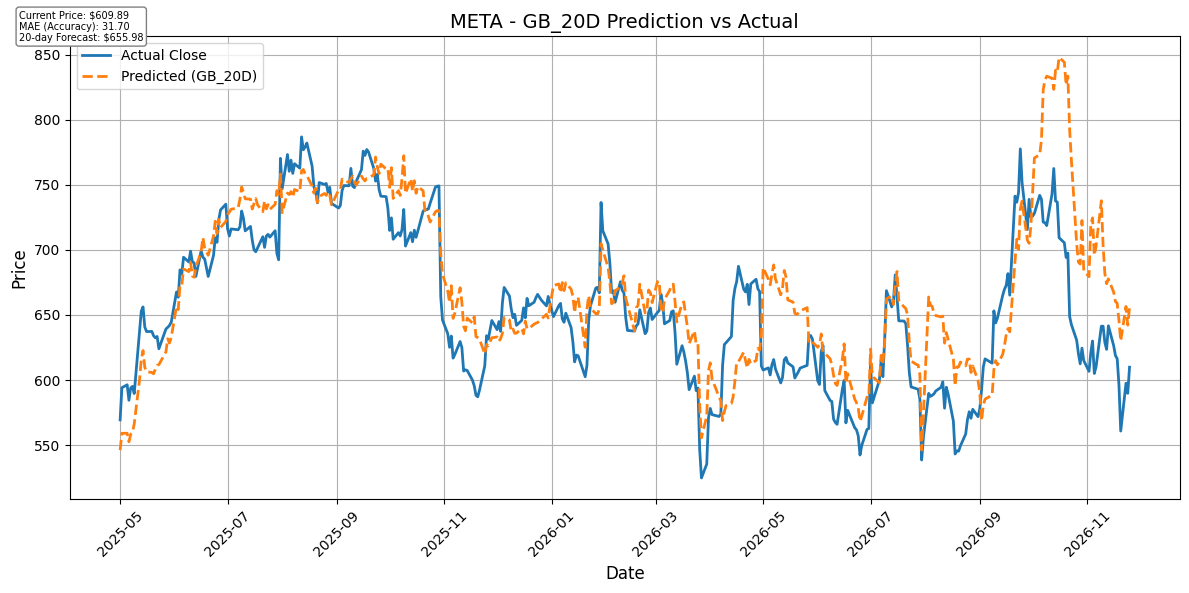 META - GB_20D Prediction vs Actual
Current Price: $609.89
MAE (Accuracy): 31.70
20-day Forecast: $655.98
Actual Close
Predicted (GB_20D)
Price
850
800
750
700
650
600
550
2025-05
2025-07
2025-09
2025-11
2026-01
2026-03
2026-05
2026-07
2026-09
2026-11
Date